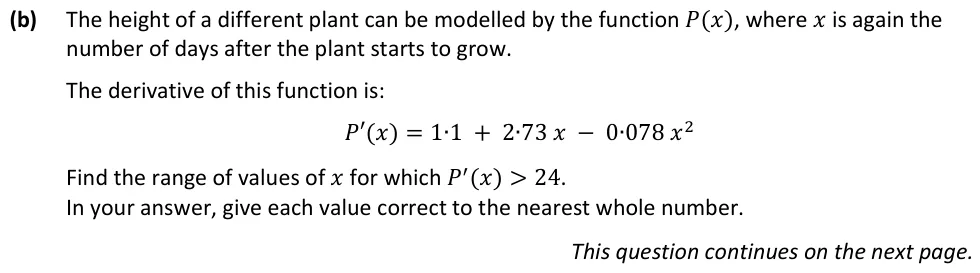 (b) The height of a different plant can be modelled by the function P(x), where x is again the
number of days after the plant starts to grow.
The derivative of this function is:
P′(x) = 1·1 + 2·73 x − 0·078 x²
Find the range of values of x for which P′(x) > 24.
In your answer, give each value correct to the nearest whole number.
This question continues on the next page.